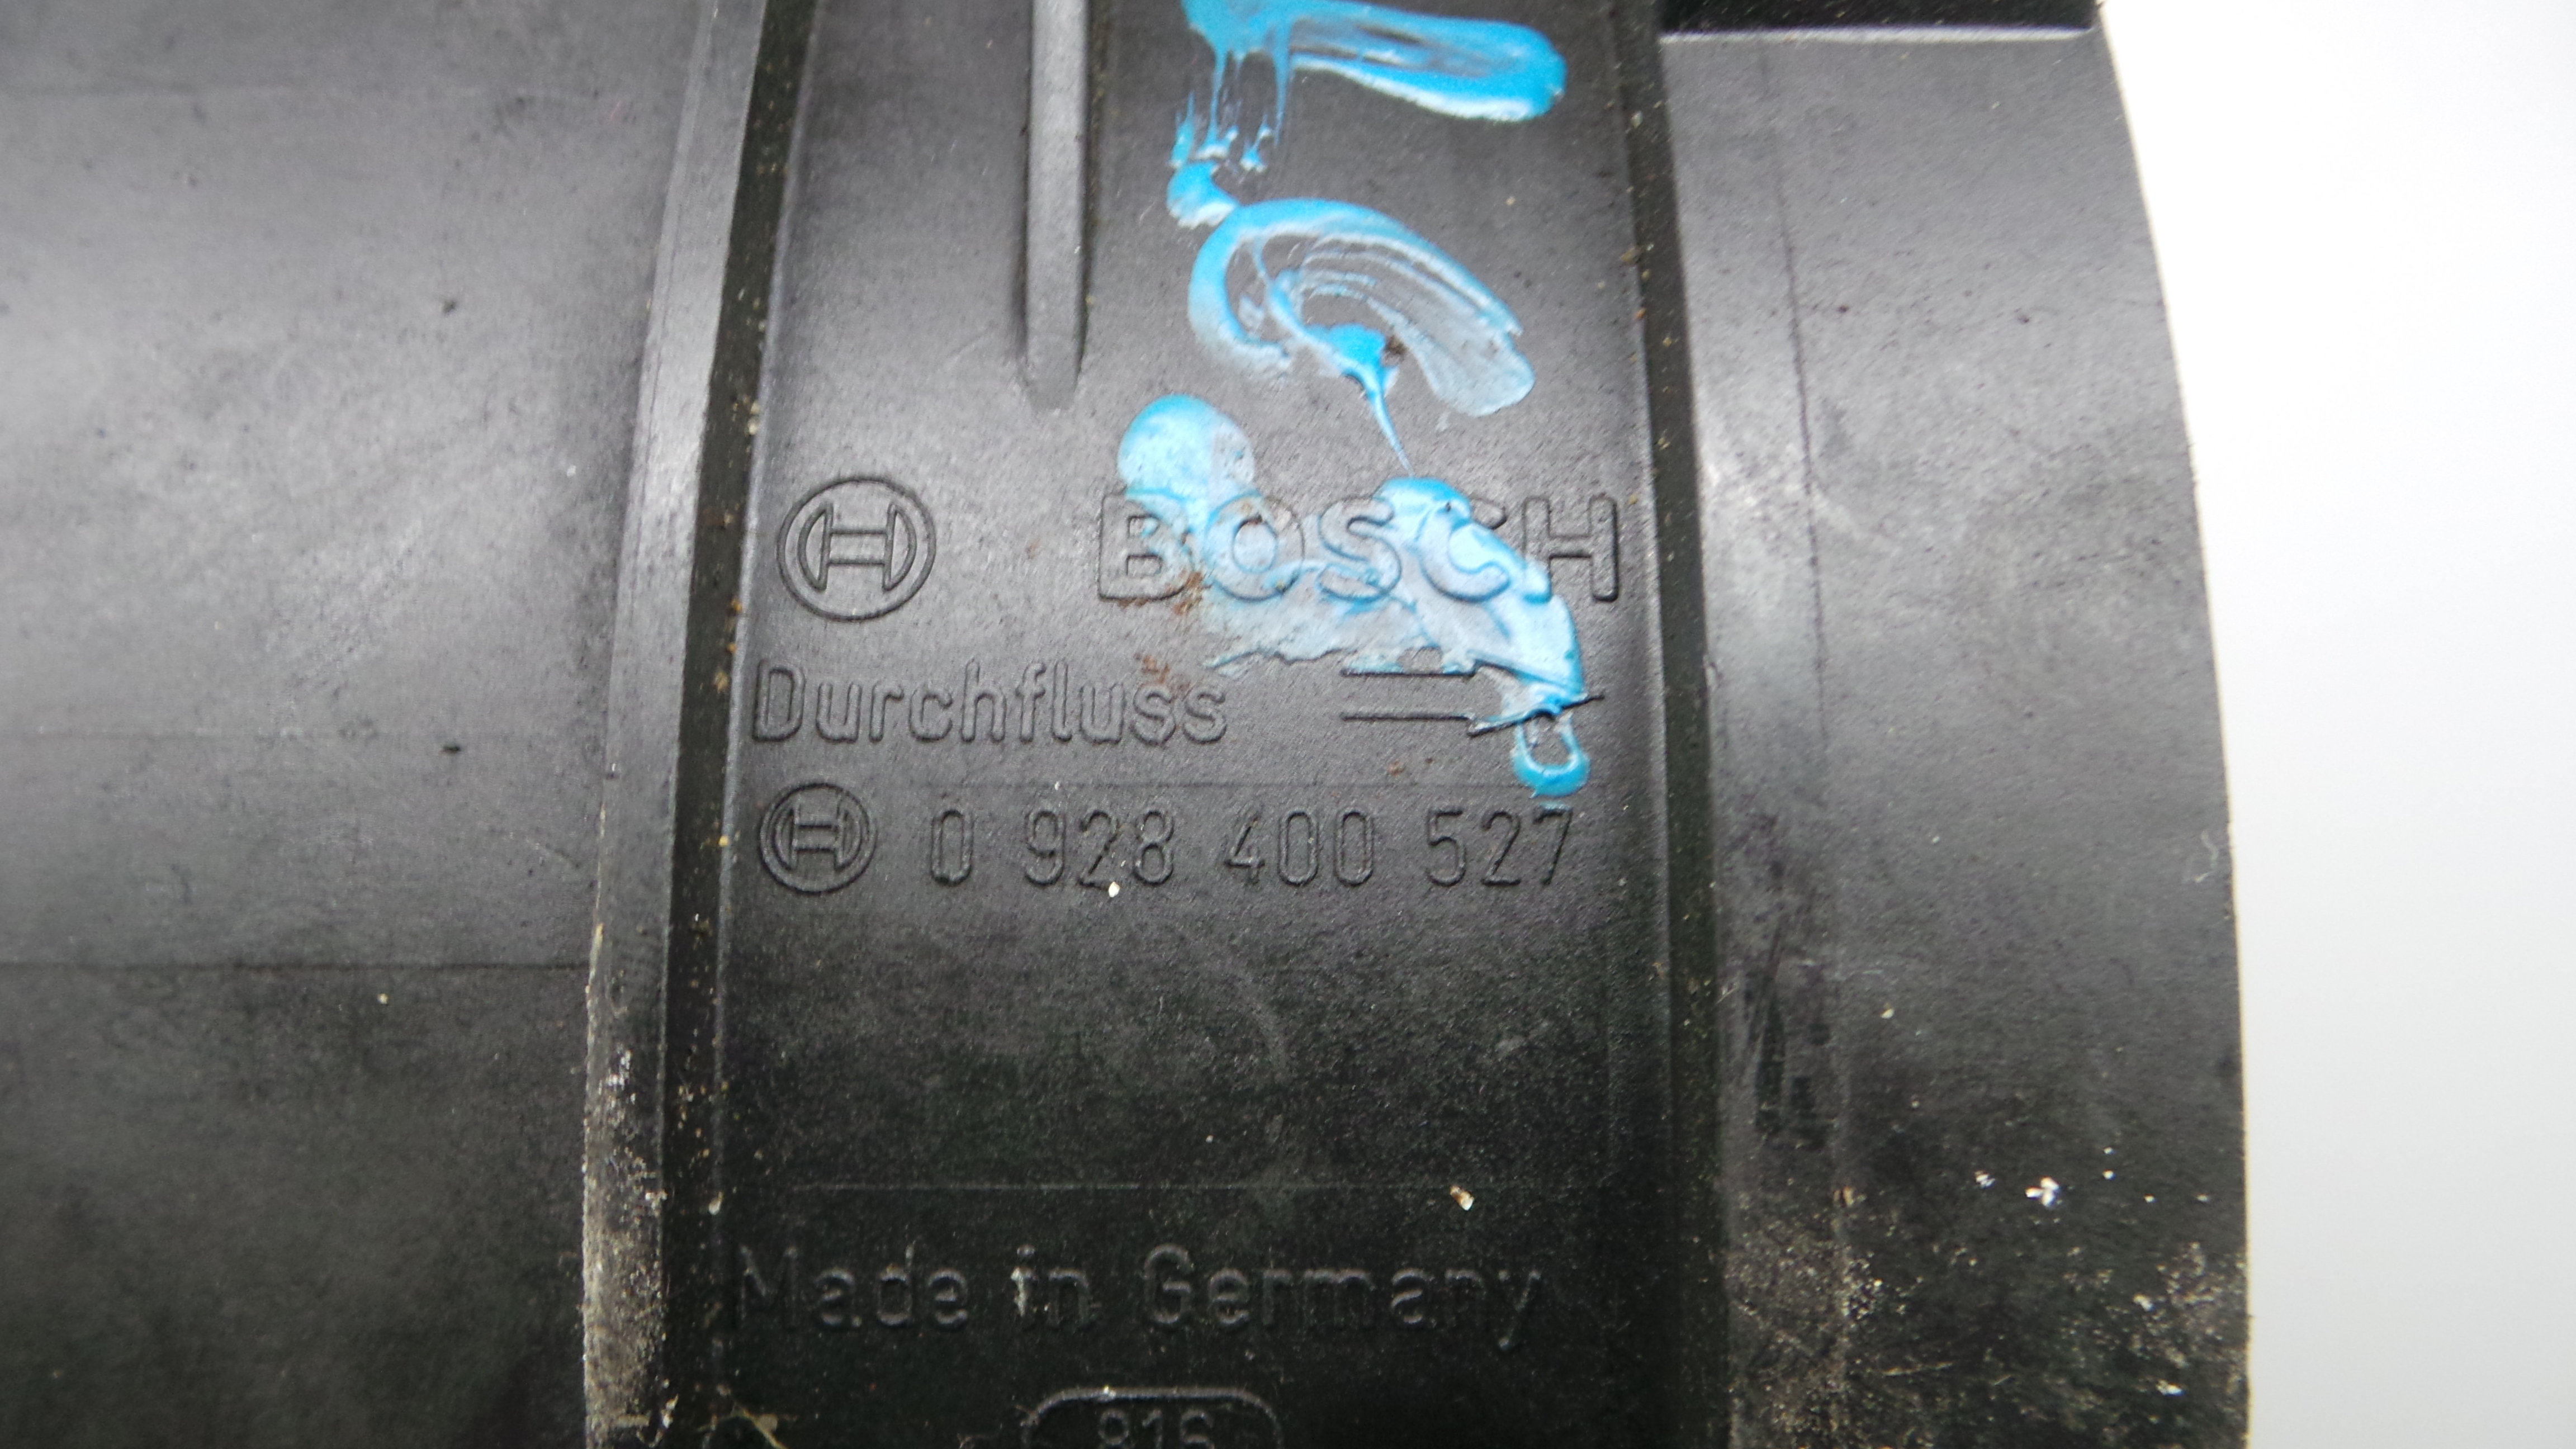 BOSCH
Durchfluss
0 928 400 527
Made in Germany